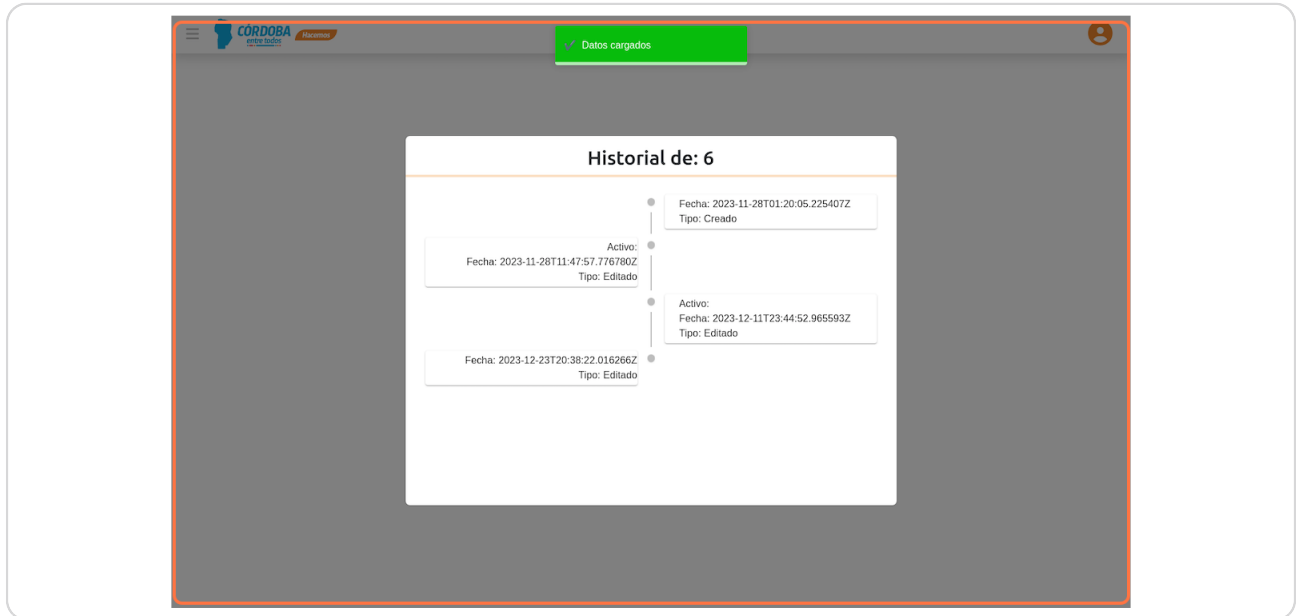 CÓRDOBA
entre todos
Hacemos
Datos cargados
Historial de: 6
Fecha: 2023-11-28T01:20:05.225407Z
Tipo: Creado
Activo:
Fecha: 2023-11-28T11:47:57.776780Z
Tipo: Editado
Activo:
Fecha: 2023-12-11T23:44:52.965593Z
Tipo: Editado
Fecha: 2023-12-23T20:38:22.016266Z
Tipo: Editado